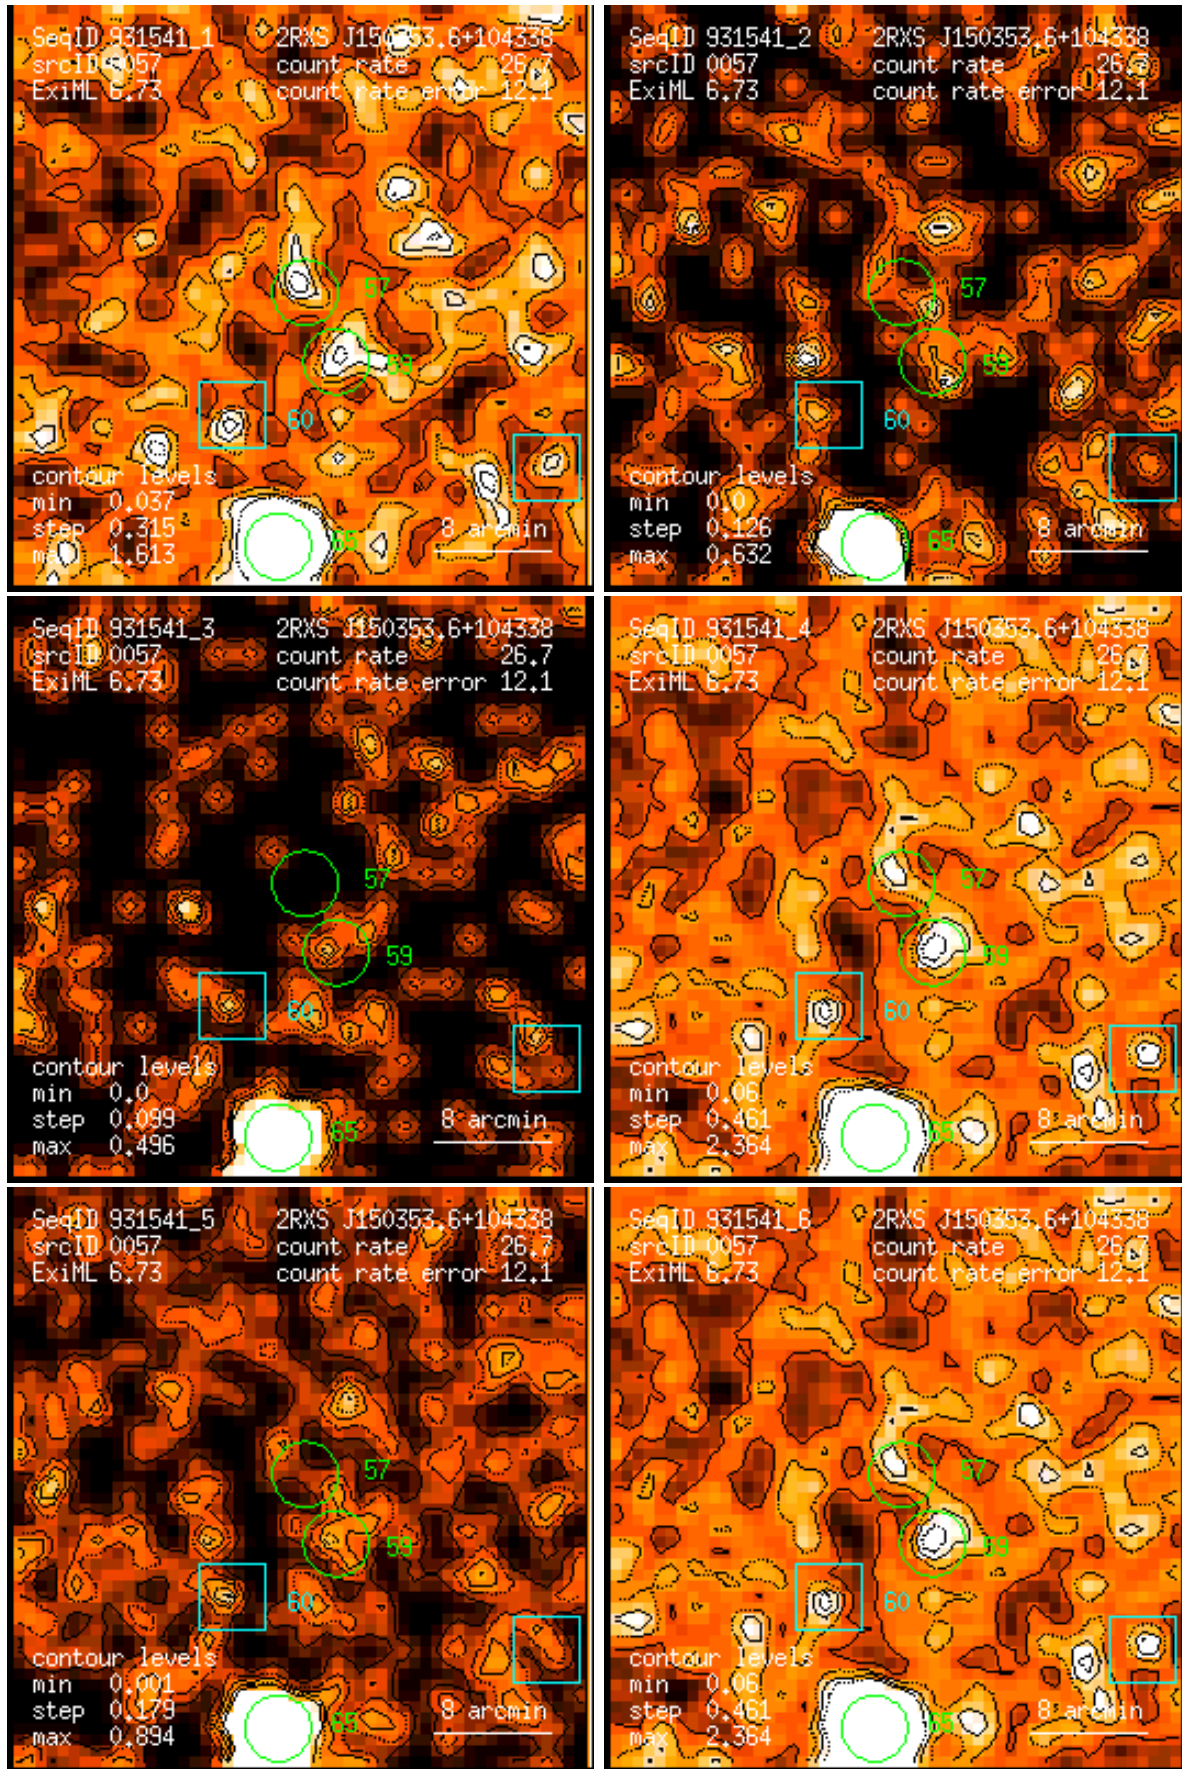 SeqID 931541_1 2RXS J150353.6+104338
srcID 0057 count rate 26.7
ExiML 6.73 count rate error 12.1
57
59
60
contour levels
min 0.037
step 0.315 65 8 arcmin
max 1.613
SeqID 931541_2 2RXS J150353.6+104338
srcID 0057 count rate 26.7
ExiML 6.73 count rate error 12.1
57
59
60
contour levels
min 0.0
step 0.126 65 8 arcmin
max 0.632
SeqID 931541_3 2RXS J150353.6+104338
srcID 0057 count rate 26.7
ExiML 6.73 count rate error 12.1
57
59
60
contour levels
min 0.0
step 0.099 65 8 arcmin
max 0.496
SeqID 931541_4 2RXS J150353.6+104338
srcID 0057 count rate 26.7
ExiML 6.73 count rate error 12.1
57
59
60
contour levels
min 0.06
step 0.461 65 8 arcmin
max 2.364
SeqID 931541_5 2RXS J150353.6+104338
srcID 0057 count rate 26.7
ExiML 6.73 count rate error 12.1
57
59
60
contour levels
min 0.001
step 0.179 65 8 arcmin
max 0.894
SeqID 931541_6 2RXS J150353.6+104338
srcID 0057 count rate 26.7
ExiML 6.73 count rate error 12.1
57
59
60
contour levels
min 0.06
step 0.461 65 8 arcmin
max 2.364